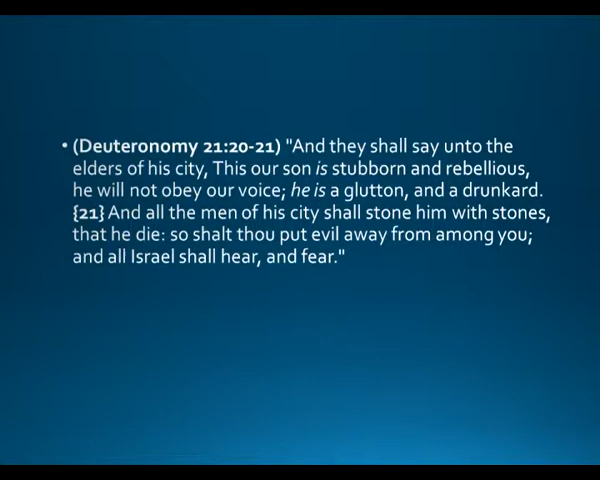 • (Deuteronomy 21:20-21) "And they shall say unto the
elders of his city, This our son is stubborn and rebellious,
he will not obey our voice; he is a glutton, and a drunkard.
{21} And all the men of his city shall stone him with stones,
that he die: so shalt thou put evil away from among you;
and all Israel shall hear, and fear."